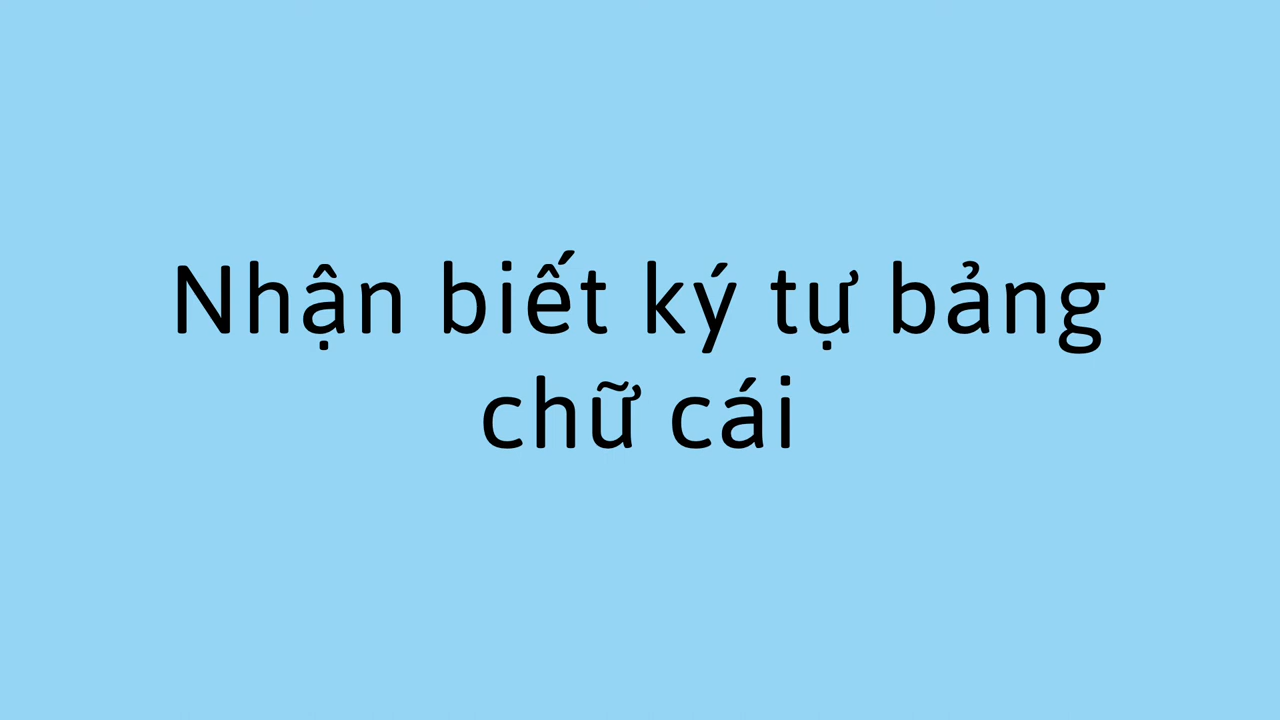 Nhận biết ký tự bảng
chữ cái